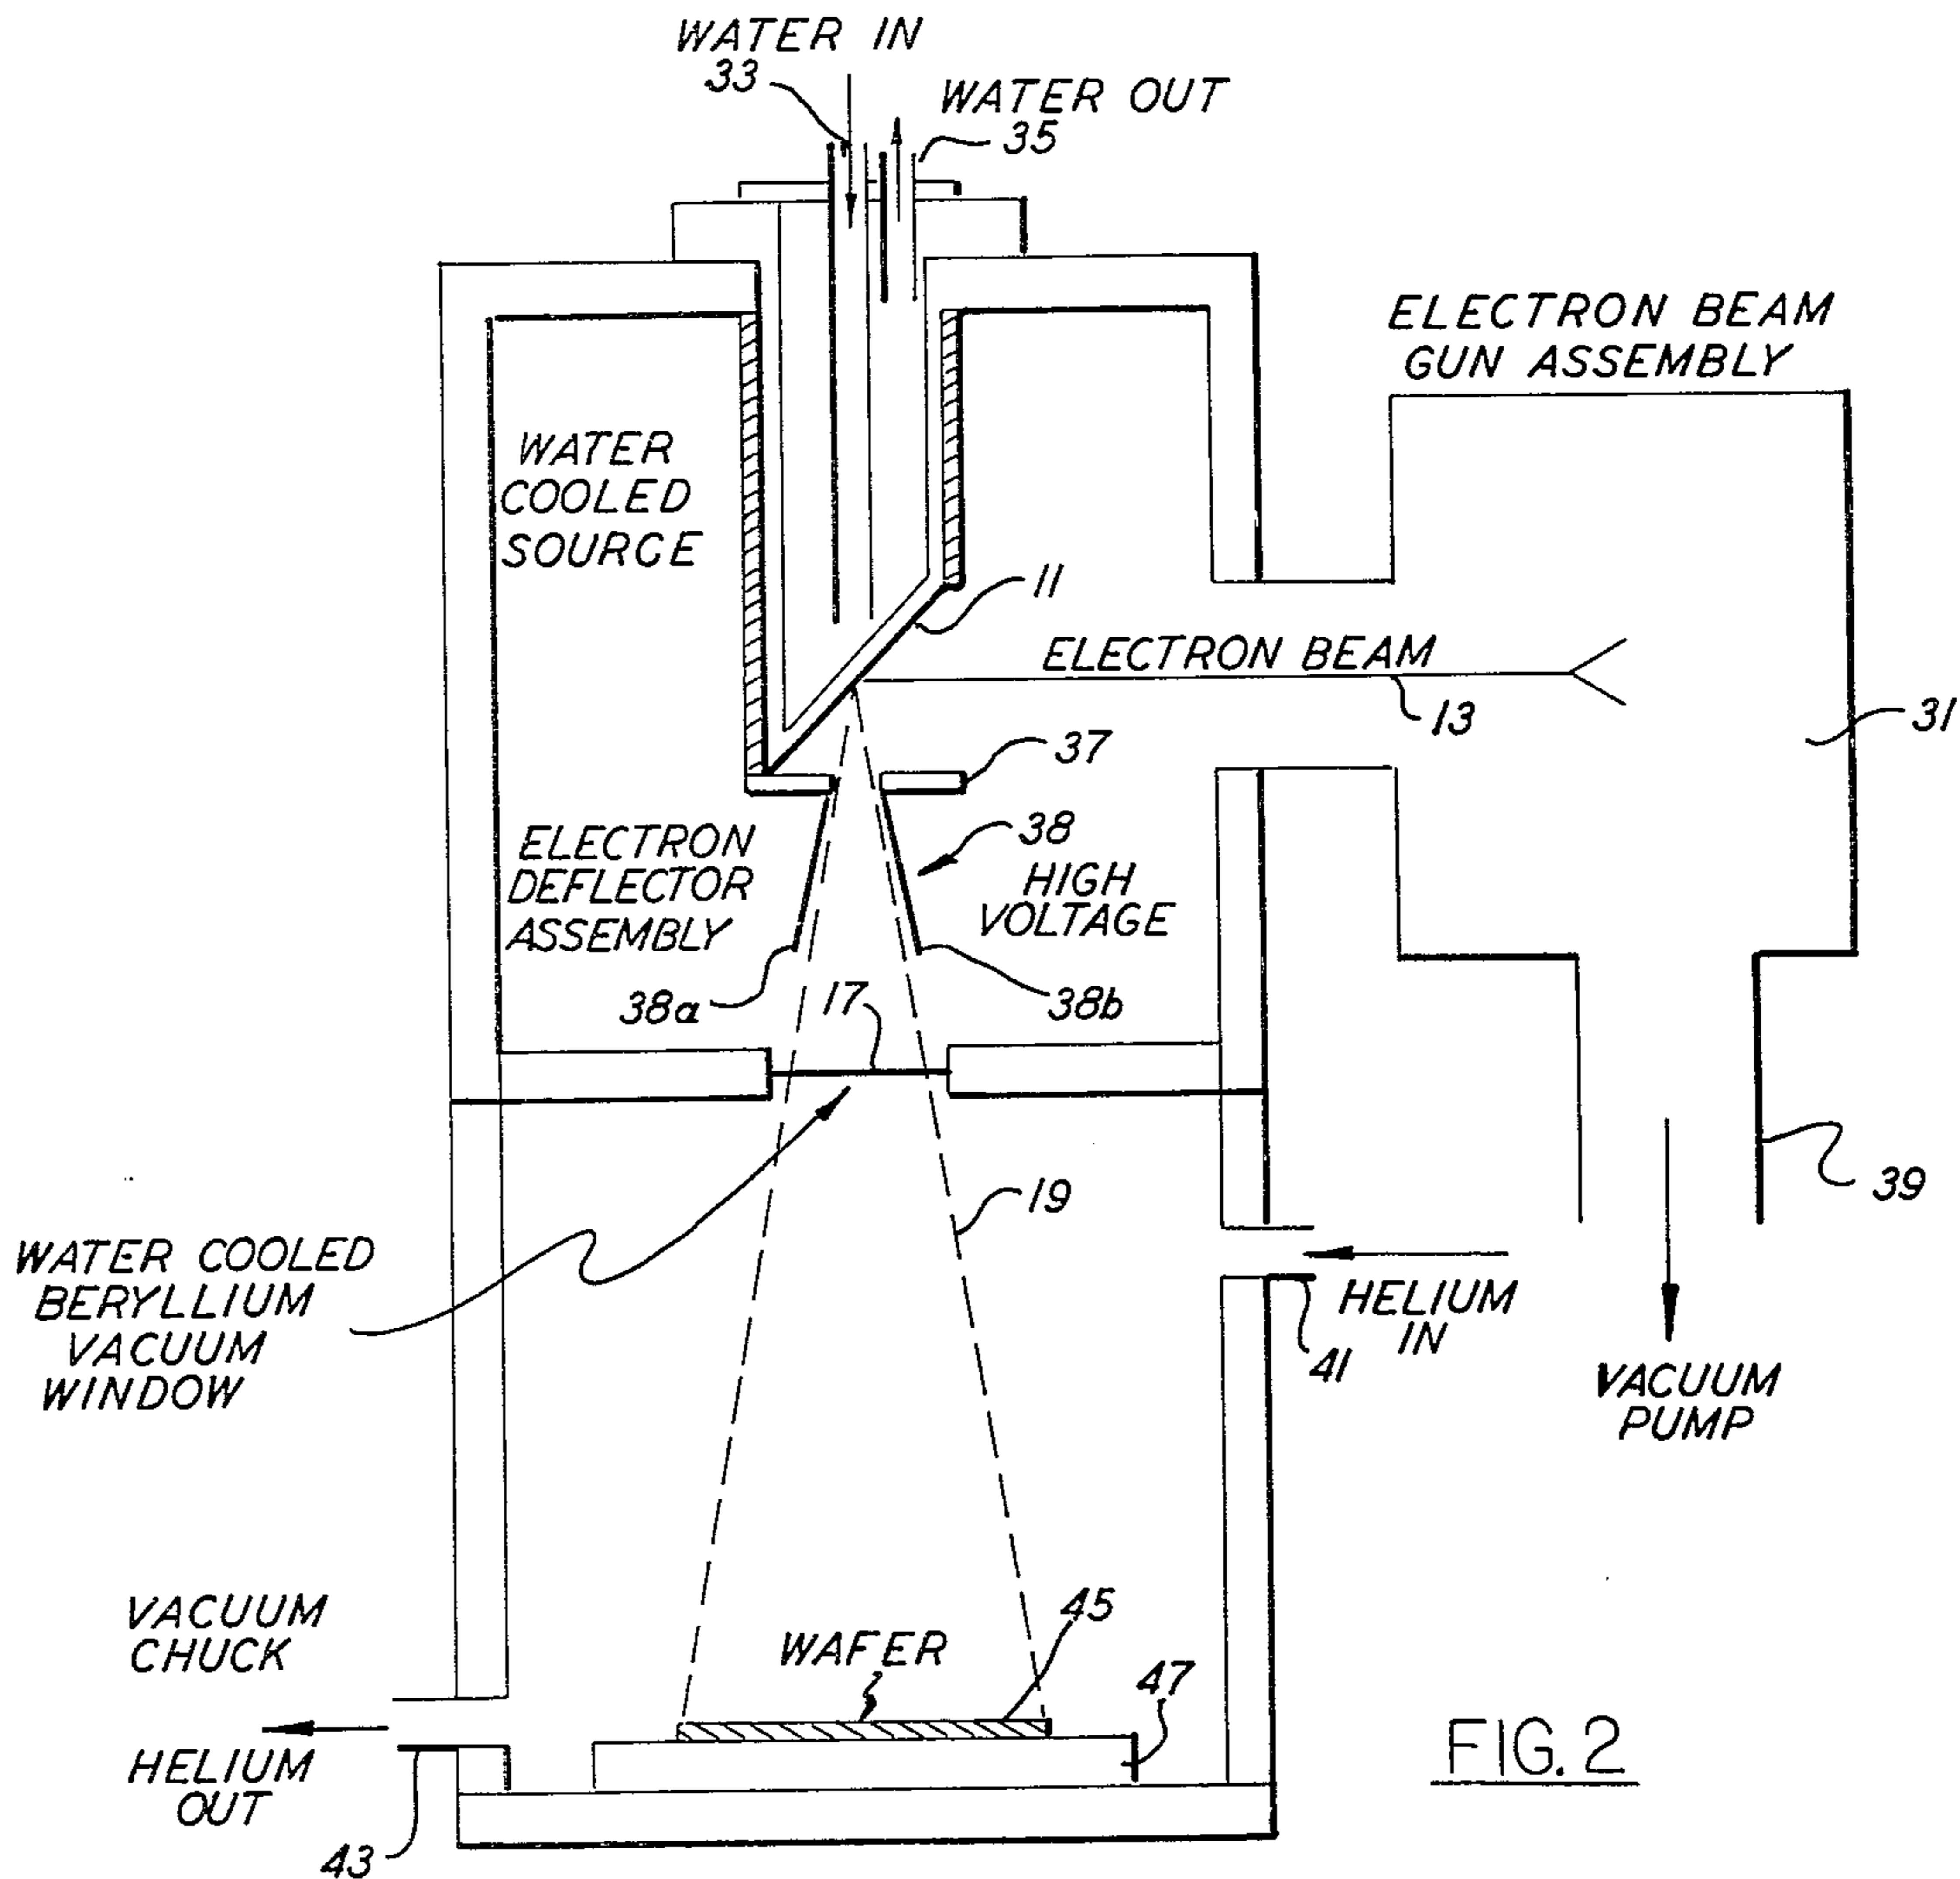 WATER IN
33
WATER OUT
35
ELECTRON BEAM
GUN ASSEMBLY
WATER
COOLED
SOURCE
11
ELECTRON BEAM
13
31
37
ELECTRON
DEFLECTOR
ASSEMBLY
38
HIGH
VOLTAGE
38a
17
38b
39
19
WATER COOLED
BERYLLIUM
VACUUM
WINDOW
HELIUM
IN
41
VACUUM
PUMP
VACUUM
CHUCK
45
WAFER
47
HELIUM
OUT
43
FIG. 2